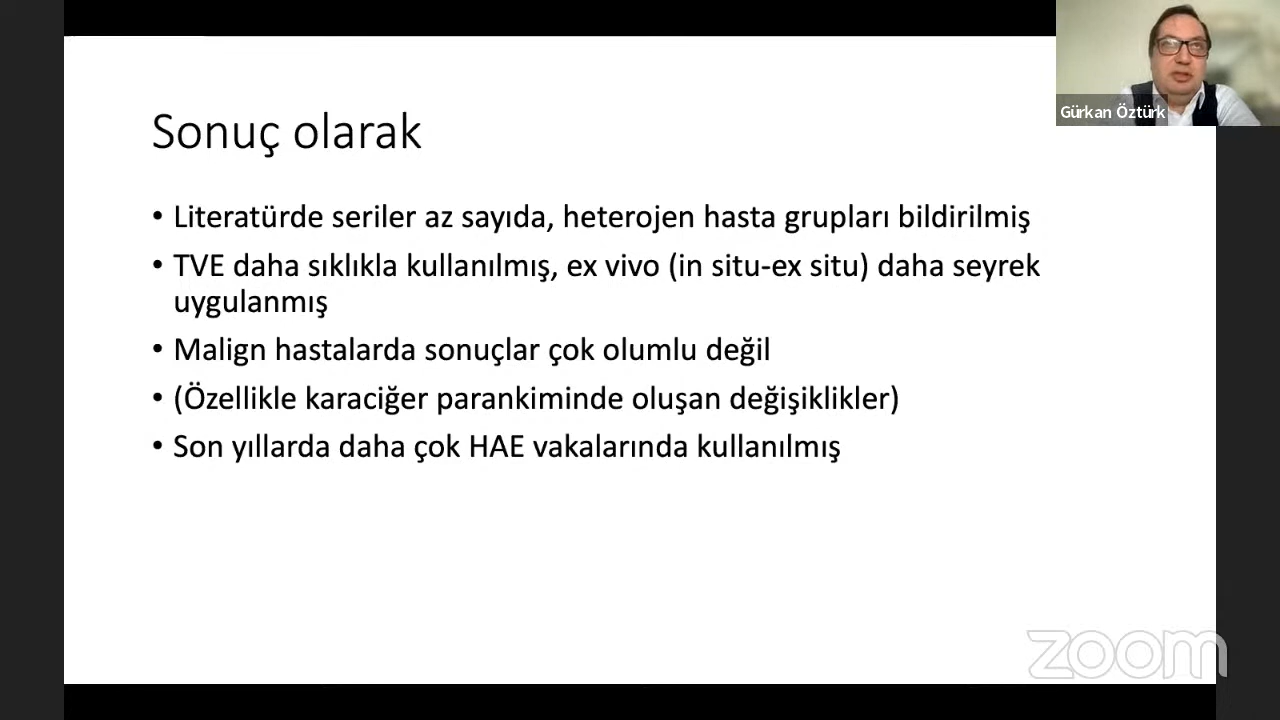 Gürkan Öztürk
Sonuç olarak
• Literatürde seriler az sayıda, heterojen hasta grupları bildirilmiş
• TVE daha sıklıkla kullanılmış, ex vivo (in situ-ex situ) daha seyrek
uygulanmış
• Malign hastalarda sonuçlar çok olumlu değil
• (Özellikle karaciğer parankiminde oluşan değişiklikler)
• Son yıllarda daha çok HAE vakalarında kullanılmış
zoom